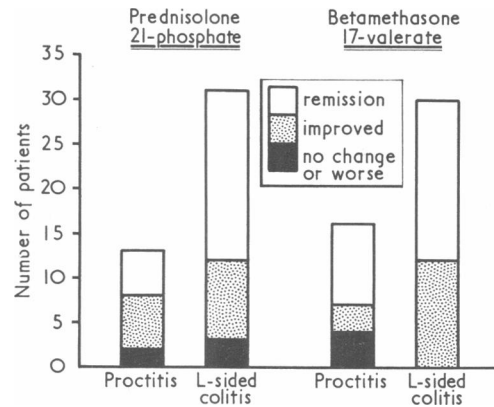 Prednisolone
21-phosphate
Betamethasone
17-valerate
Number of patients
35
30
25
20
15
10
5
0
remission
improved
no change
or worse
Proctitis
L-sided
colitis
Proctitis
L-sided
colitis